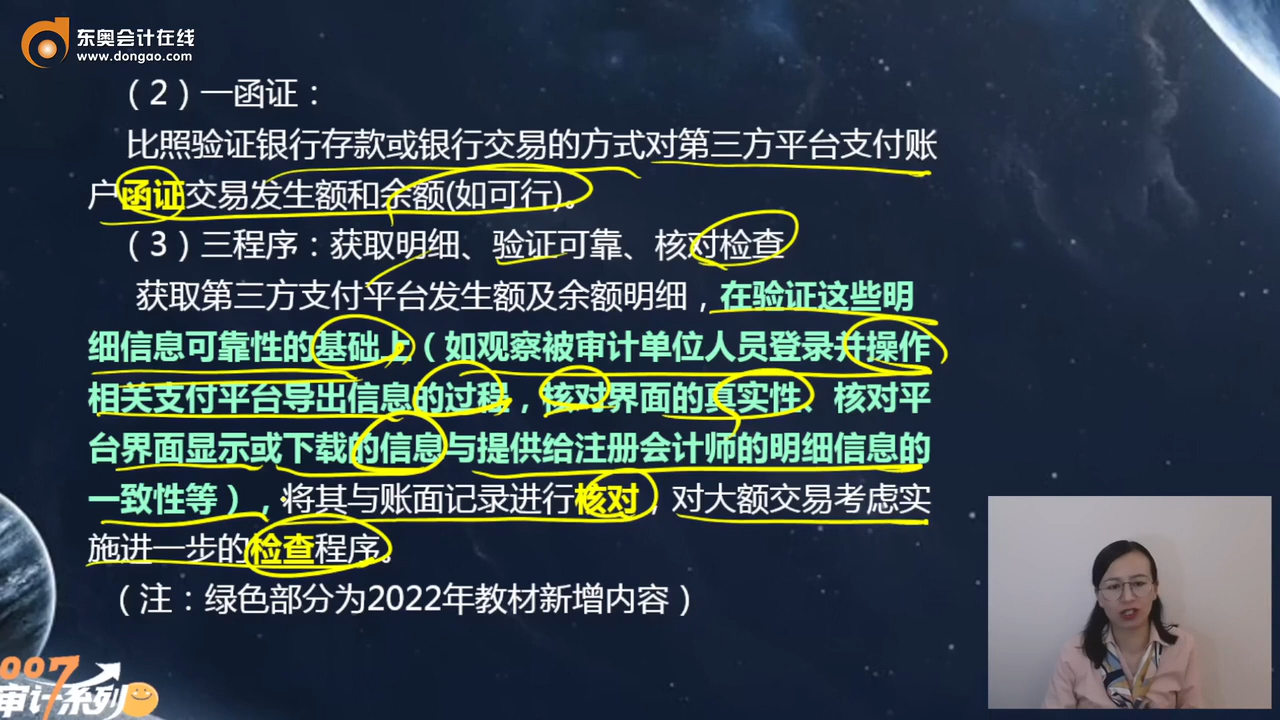 东奥会计在线
www.dongao.com
（2）一函证：
比照验证银行存款或银行交易的方式对第三方平台支付账
户函证交易发生额和余额(如可行)。
（3）三程序：获取明细、验证可靠、核对检查
获取第三方支付平台发生额及余额明细，在验证这些明
细信息可靠性的基础上（如观察被审计单位人员登录并操作
相关支付平台导出信息的过程，核对界面的真实性、核对平
台界面显示或下载的信息与提供给注册会计师的明细信息的
一致性等），将其与账面记录进行核对，对大额交易考虑实
施进一步的检查程序。
（注：绿色部分为2022年教材新增内容）
007
审计系列